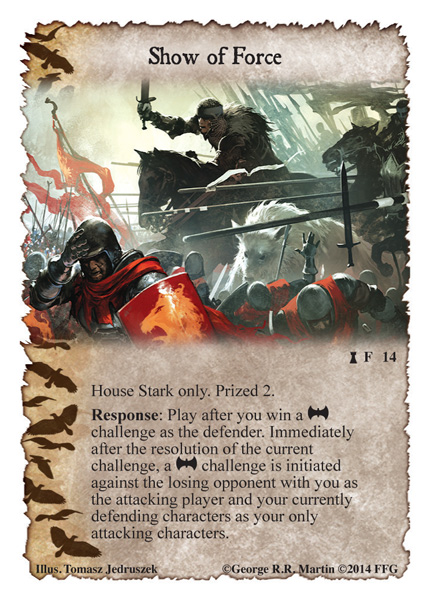 Show of Force
F 14
House Stark only. Prized 2.
Response: Play after you win a
challenge as the defender. Immediately
after the resolution of the current
challenge, a challenge is initiated
against the losing opponent with you as
the attacking player and your currently
defending characters as your only
attacking characters.
Illus. Tomasz Jedruszek ©George R.R. Martin ©2014 FFG